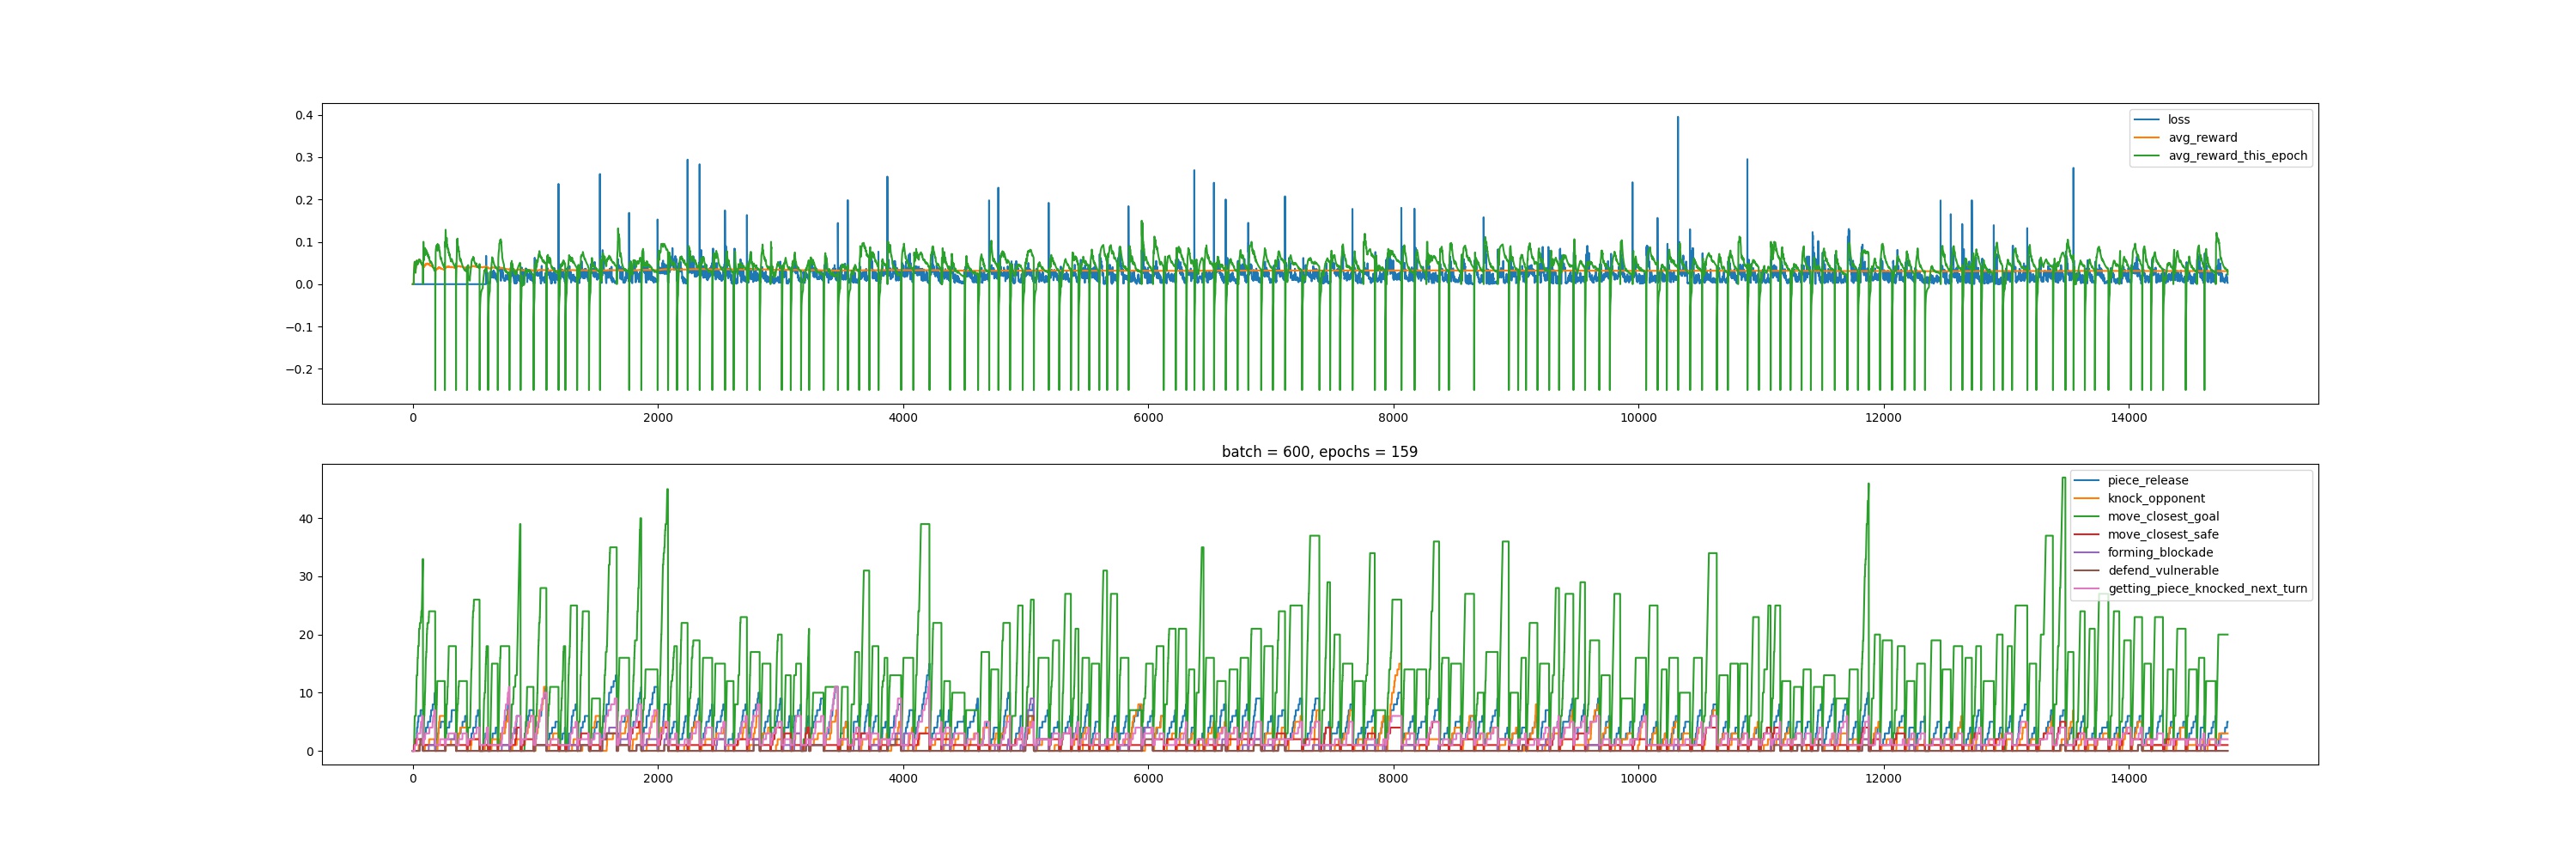 0.4
0.3
0.2
0.1
0.0
−0.1
−0.2
loss
avg_reward
avg_reward_this_epoch
0 2000 4000 6000 8000 10000 12000 14000
batch = 600, epochs = 159
40
30
20
10
0
piece_release
knock_opponent
move_closest_goal
move_closest_safe
forming_blockade
defend_vulnerable
getting_piece_knocked_next_turn
0 2000 4000 6000 8000 10000 12000 14000